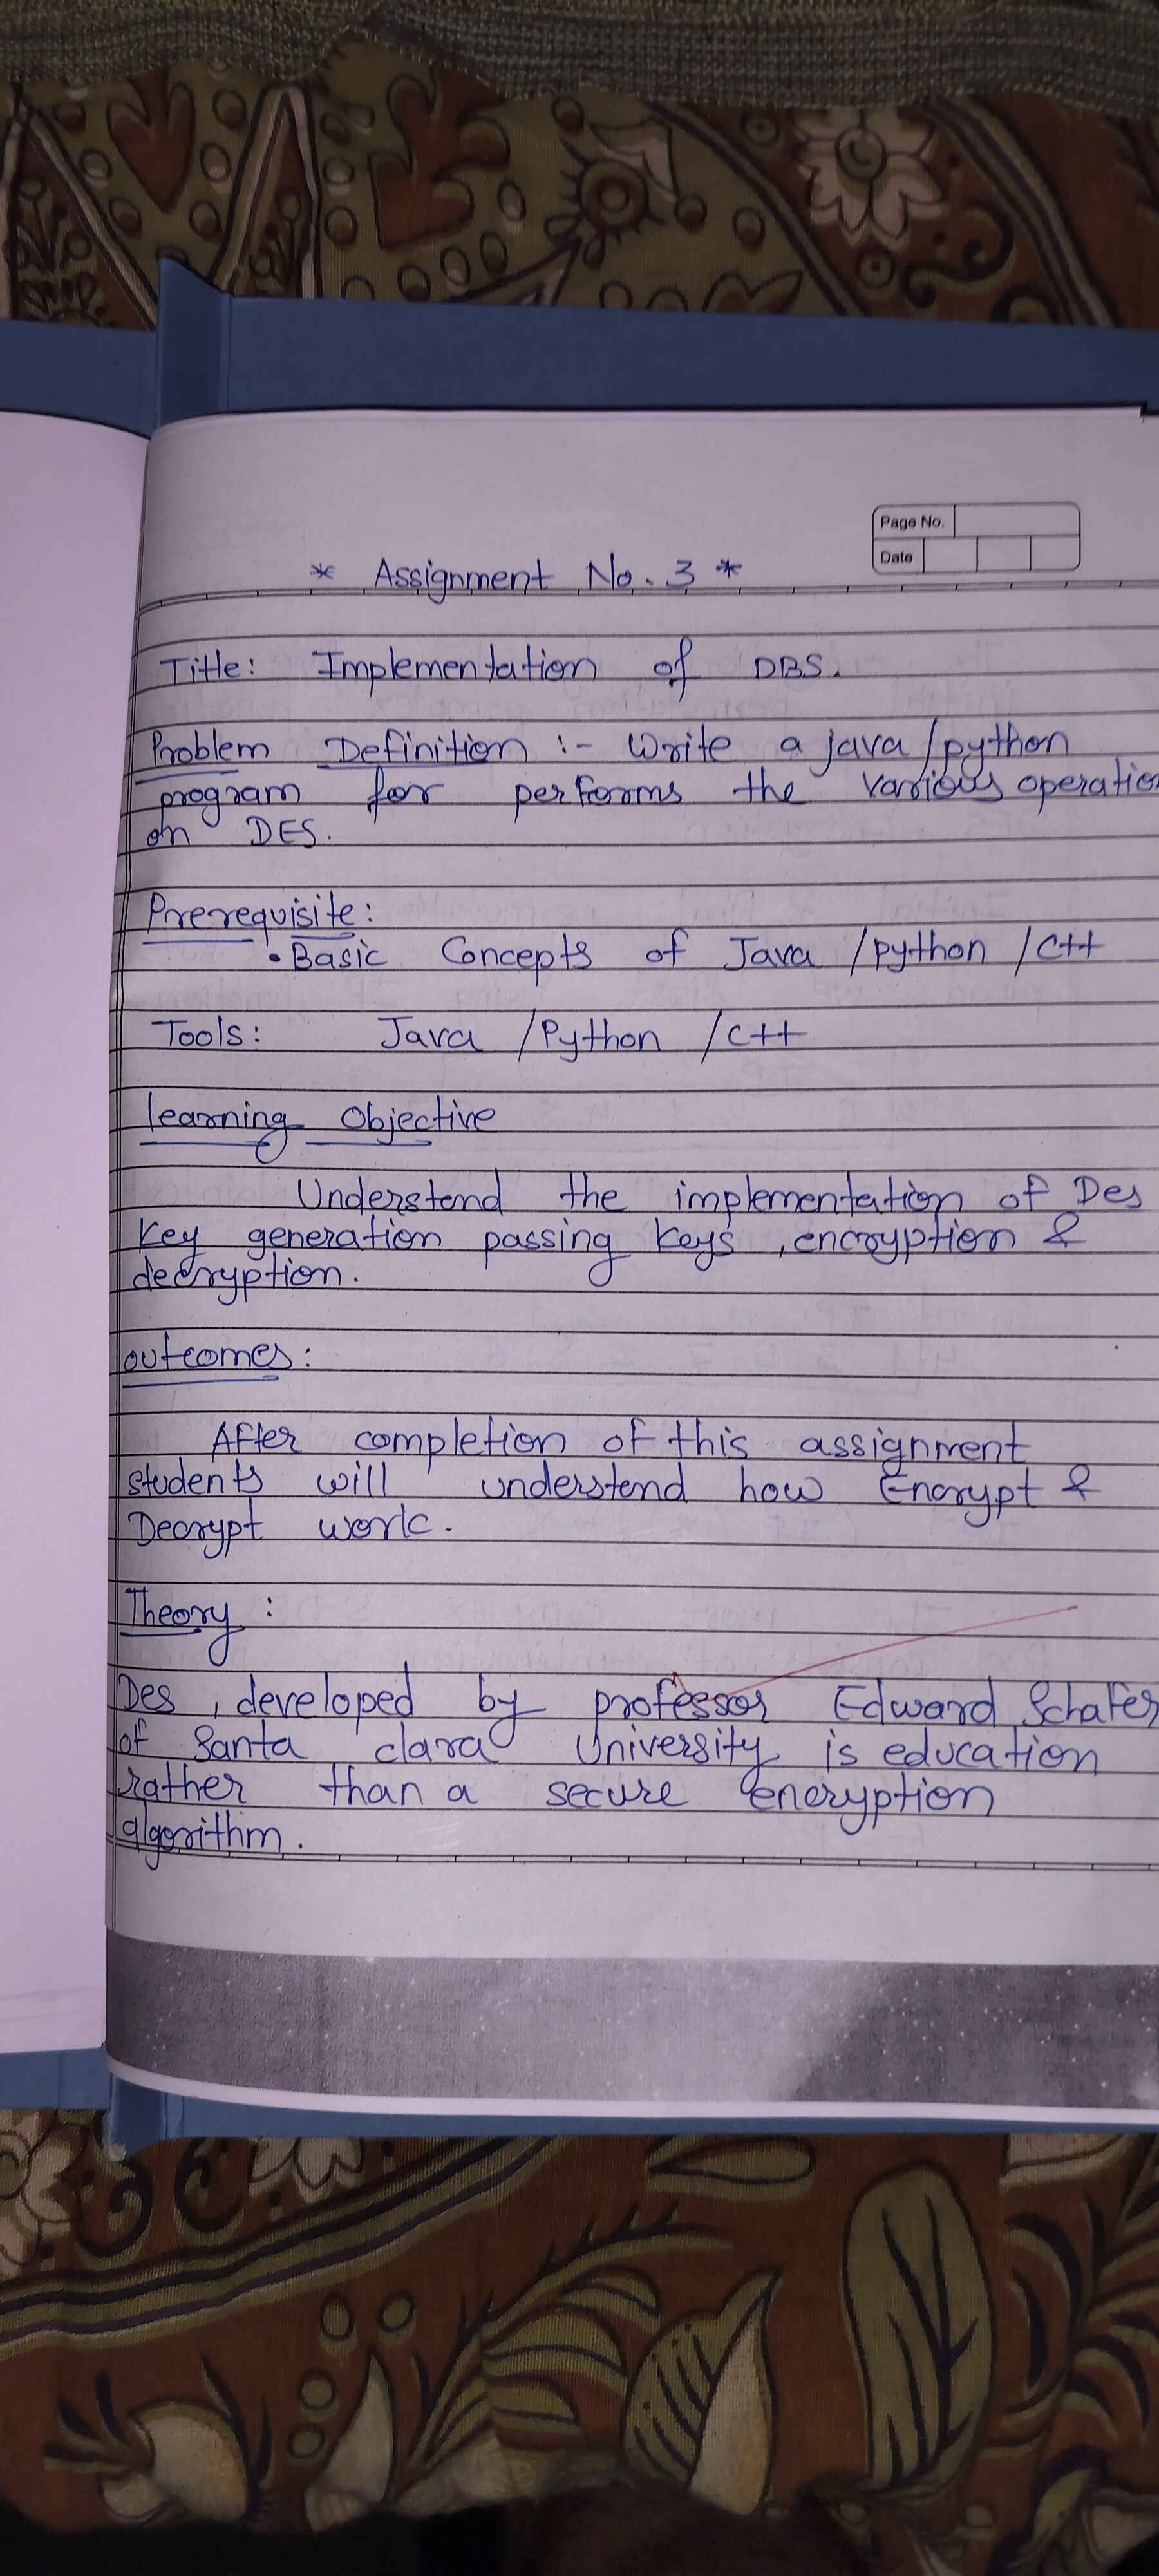 Page No.
Date
* Assignment No. 3 *
Title: Implementation of DBS.
Problem Definition :- Write a java/python
program for performs the various operatio
on DES.
Prerequisite:
• Basic Concepts of Java /python /C++
Tools: Java /Python /C++
learning Objective
Understend the implementation of Des
key generation passing keys, encryption &
decryption.
outcomes:
After completion of this assignment
students will understend how Encrypt &
Decrypt work.
Theory :
Des, developed by professor Edward Schafer
of Santa clara University is education
rather than a secure encryption
algorithm.